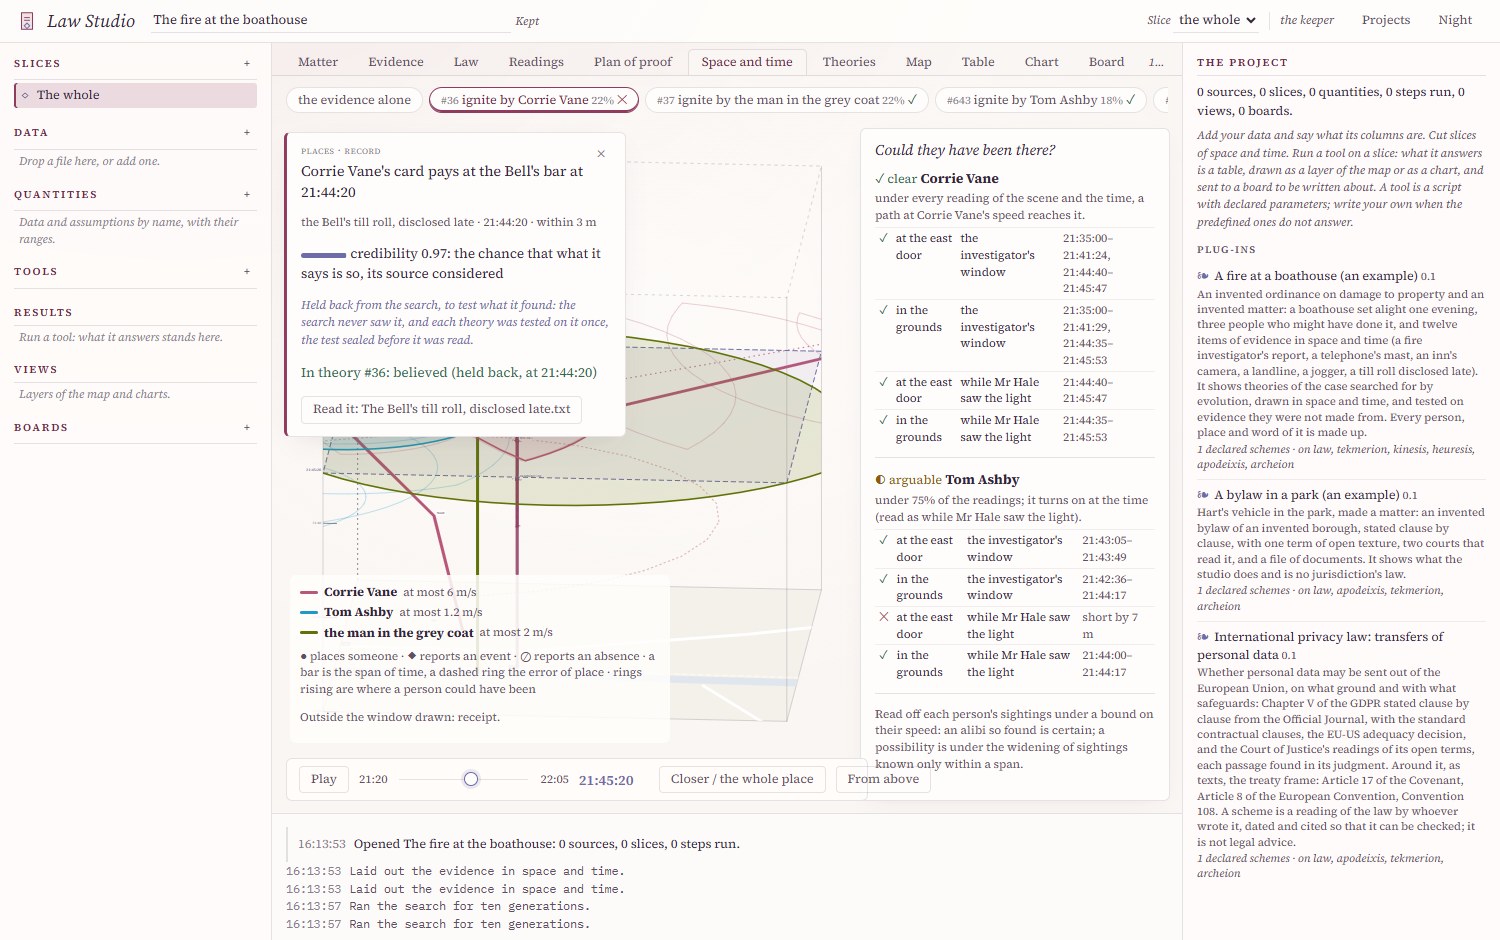 Law Studio
The fire at the boathouse
Kept
Slice the whole
the keeper
Projects
Night
SLICES +
The whole
DATA +
Drop a file here, or add one.
QUANTITIES +
Data and assumptions by name, with their
ranges.
TOOLS +
RESULTS
Run a tool: what it answers stands here.
VIEWS
Layers of the map and charts.
BOARDS +
Matter Evidence Law Readings Plan of proof Space and time Theories Map Table Chart Board 1...
the evidence alone
#36 ignite by Corrie Vane 22% ✕
#37 ignite by the man in the grey coat 22% ✓
#643 ignite by Tom Ashby 18% ✓
PLACES · RECORD ×
Corrie Vane's card pays at the Bell's bar at
21:44:20
the Bell's till roll, disclosed late · 21:44:20 · within 3 m
credibility 0.97: the chance that what it
says is so, its source considered
Held back from the search, to test what it found: the
search never saw it, and each theory was tested on it once,
the test sealed before it was read.
In theory #36: believed (held back, at 21:44:20)
Read it: The Bell's till roll, disclosed late.txt
Corrie Vane at most 6 m/s
Tom Ashby at most 1.2 m/s
the man in the grey coat at most 2 m/s
● places someone · ◆ reports an event · ⊘ reports an absence · a
bar is the span of time, a dashed ring the error of place · rings
rising are where a person could have been
Outside the window drawn: receipt.
Play 21:20 22:05 21:45:20 Closer / the whole place From above
Could they have been there?
✓ clear Corrie Vane
under every reading of the scene and the time, a
path at Corrie Vane's speed reaches it.
✓ at the east the 21:35:00–
door investigator's 21:41:24,
window 21:44:40–
21:45:47
✓ in the the 21:35:00–
grounds investigator's 21:41:29,
window 21:44:35–
21:45:53
✓ at the east while Mr Hale 21:44:40–
door saw the light 21:45:47
✓ in the while Mr Hale 21:44:35–
grounds saw the light 21:45:53
◐ arguable Tom Ashby
under 75% of the readings; it turns on at the time
(read as while Mr Hale saw the light).
✓ at the east the investigator's 21:43:05–
door window 21:43:49
✓ in the the investigator's 21:42:36–
grounds window 21:44:17
✕ at the east while Mr Hale saw short by 7
door the light m
✓ in the while Mr Hale saw 21:44:00–
grounds the light 21:44:17
Read off each person's sightings under a bound on
their speed: an alibi so found is certain; a
possibility is under the widening of sightings
known only within a span.
16:13:53 Opened The fire at the boathouse: 0 sources, 0 slices, 0 steps run.
16:13:53 Laid out the evidence in space and time.
16:13:53 Laid out the evidence in space and time.
16:13:57 Ran the search for ten generations.
16:13:57 Ran the search for ten generations.
THE PROJECT
0 sources, 0 slices, 0 quantities, 0 steps run, 0
views, 0 boards.
Add your data and say what its columns are. Cut slices
of space and time. Run a tool on a slice: what it answers
is a table, drawn as a layer of the map or as a chart, and
sent to a board to be written about. A tool is a script
with declared parameters; write your own when the
predefined ones do not answer.
PLUG-INS
A fire at a boathouse (an example) 0.1
An invented ordinance on damage to property and an
invented matter: a boathouse set alight one evening,
three people who might have done it, and twelve
items of evidence in space and time (a fire
investigator's report, a telephone's mast, an inn's
camera, a landline, a jogger, a till roll disclosed late).
It shows theories of the case searched for by
evolution, drawn in space and time, and tested on
evidence they were not made from. Every person,
place and word of it is made up.
1 declared schemes · on law, tekmerion, kinesis, heuresis,
apodeixis, archeion
A bylaw in a park (an example) 0.1
Hart's vehicle in the park, made a matter: an invented
bylaw of an invented borough, stated clause by
clause, with one term of open texture, two courts that
read it, and a file of documents. It shows what the
studio does and is no jurisdiction's law.
1 declared schemes · on law, apodeixis, tekmerion,
archeion
International privacy law: transfers of
personal data 0.1
Whether personal data may be sent out of the
European Union, on what ground and with what
safeguards: Chapter V of the GDPR stated clause by
clause from the Official Journal, with the standard
contractual clauses, the EU-US adequacy decision,
and the Court of Justice's readings of its open terms,
each passage found in its judgment. Around it, as
texts, the treaty frame: Article 17 of the Covenant,
Article 8 of the European Convention, Convention
108. A scheme is a reading of the law by whoever
wrote it, dated and cited so that it can be checked; it
is not legal advice.
1 declared schemes · on law, apodeixis, tekmerion,
archeion